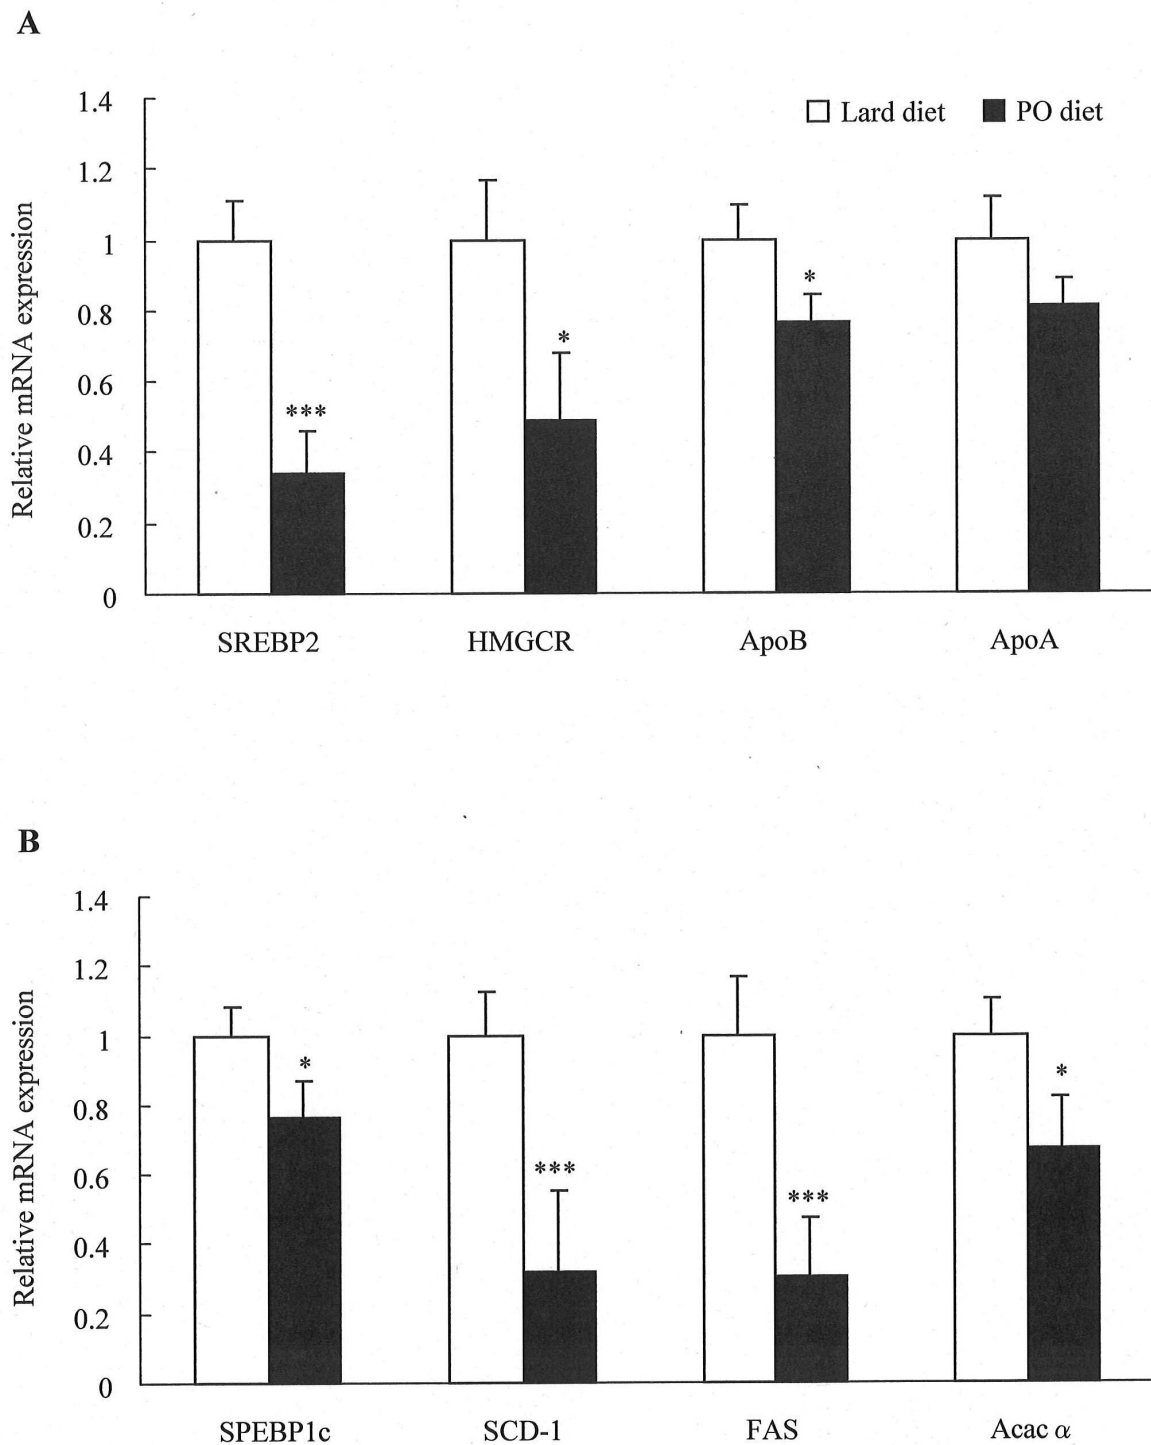 A
1.4
Lard diet PO diet
1.2
1
0.8
0.6
0.4
0.2
0
Relative mRNA expression
*** * *
SREBP2 HMGCR ApoB ApoA
B
1.4
1.2
1
0.8
0.6
0.4
0.2
0
Relative mRNA expression
* *** *** *
SPEBP1c SCD-1 FAS Acac α